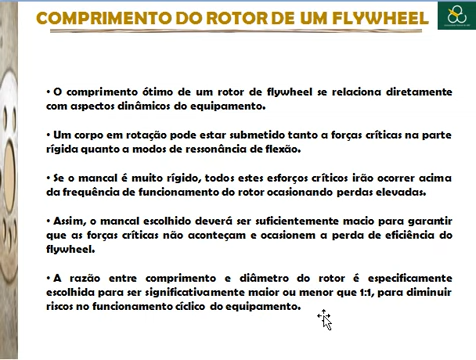 COMPRIMENTO DO ROTOR DE UM FLYWHEEL
• O comprimento ótimo de um rotor de flywheel se relaciona diretamente
com aspectos dinâmicos do equipamento.
• Um corpo em rotação pode estar submetido tanto a forças críticas na parte
rígida quanto a modos de ressonância de flexão.
• Se o mancal é muito rígido, todos estes esforços críticos irão ocorrer acima
da frequência de funcionamento do rotor ocasionando perdas elevadas.
• Assim, o mancal escolhido deverá ser suficientemente macio para garantir
que as forças críticas não aconteçam e ocasionem a perda de eficiência do
flywheel.
• A razão entre comprimento e diâmetro do rotor é especificamente
escolhida para ser significativamente maior ou menor que 1:1, para diminuir
riscos no funcionamento cíclico do equipamento.